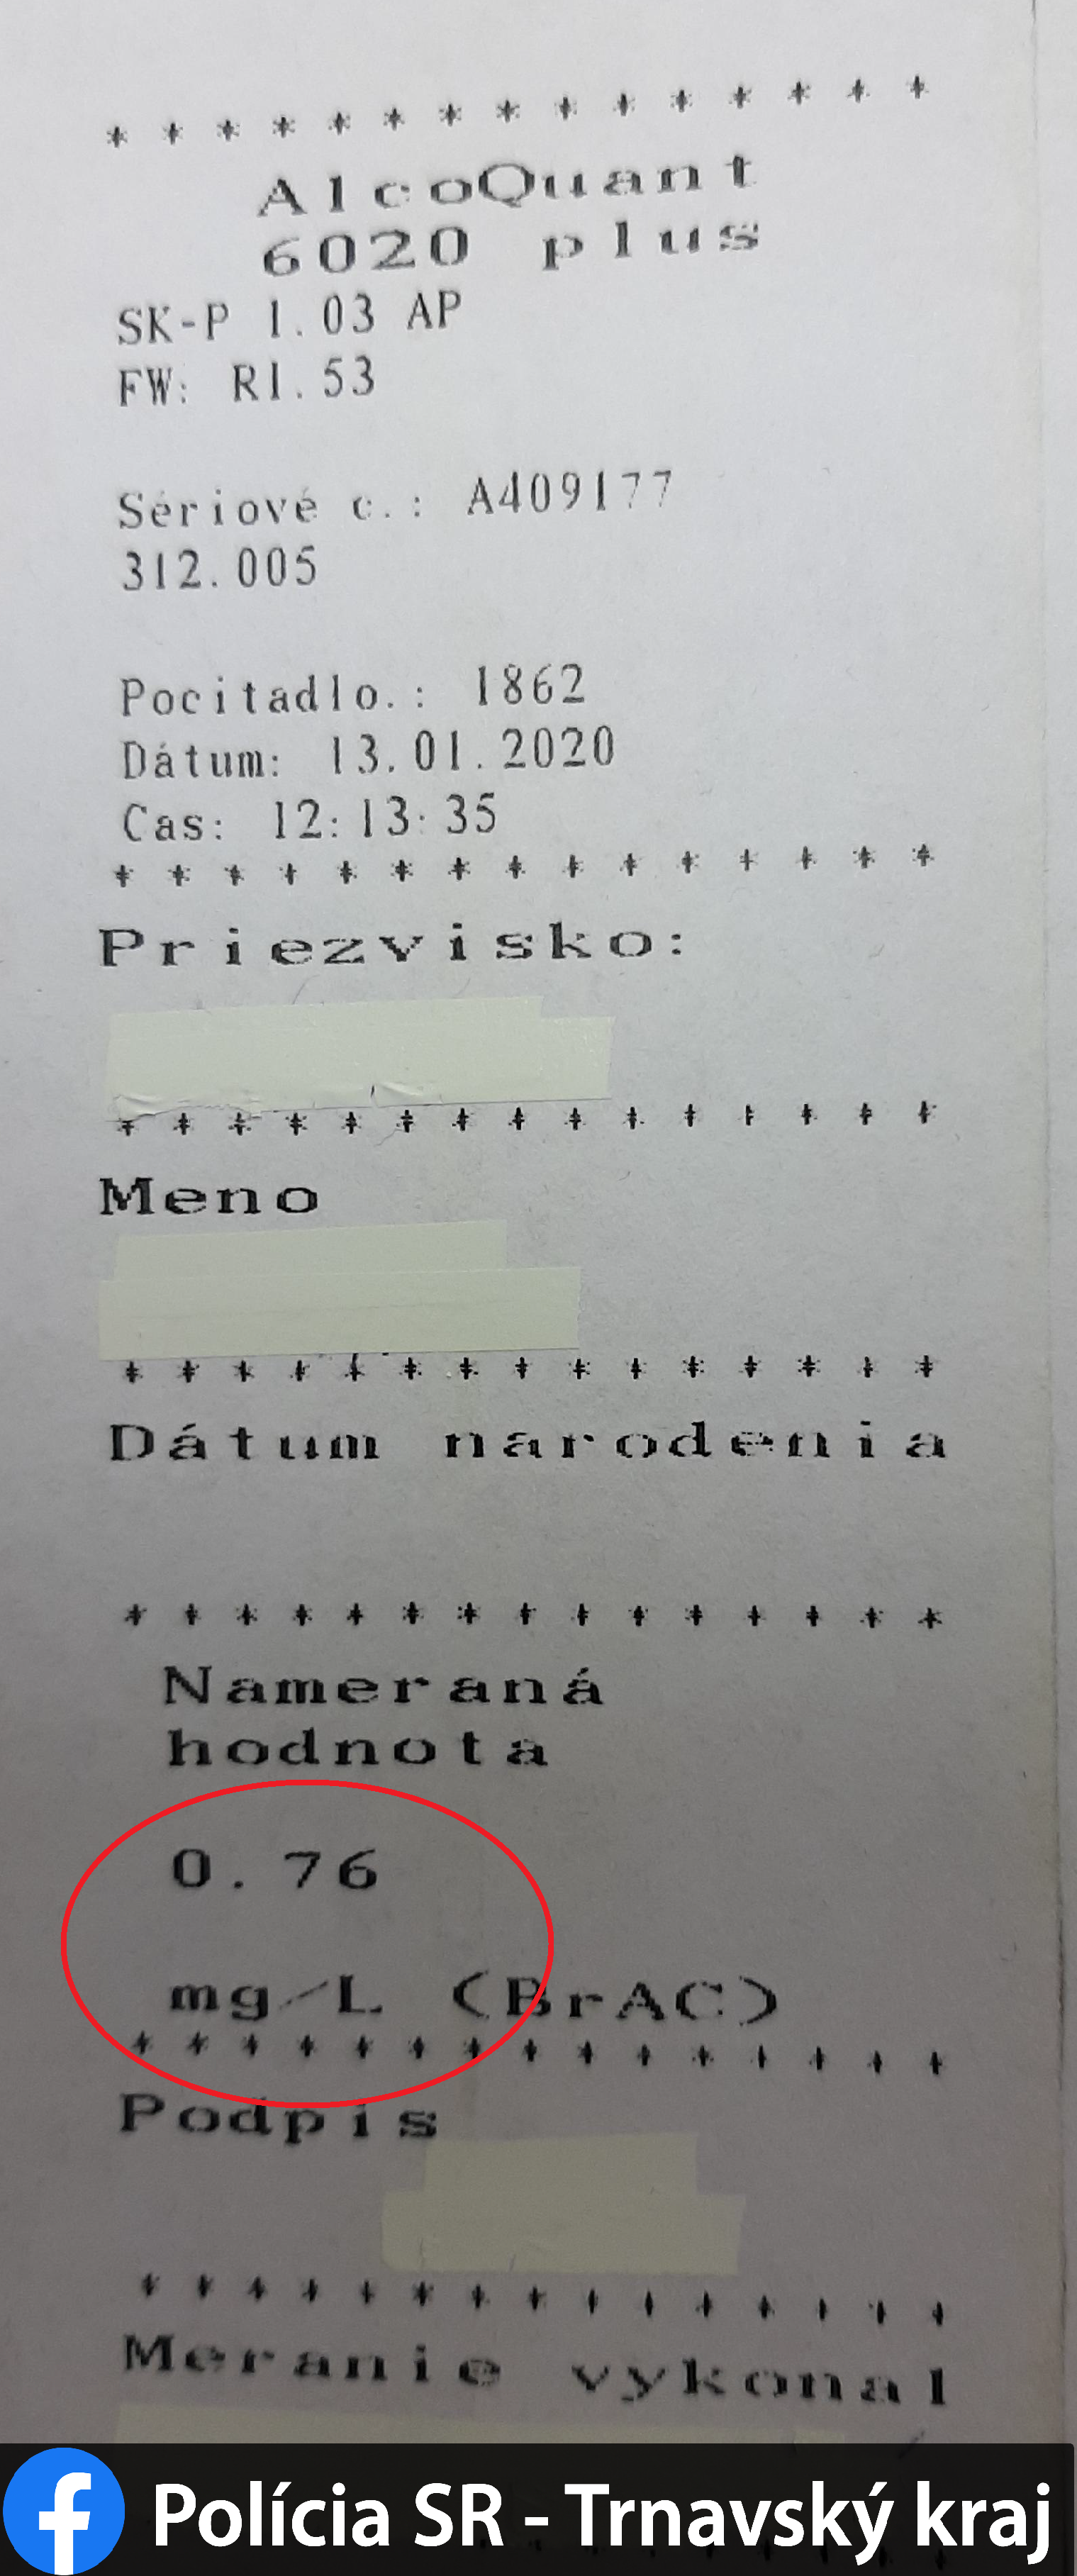 * * * * * * * * * * * * * * *
AlcoQuant
6020 plus
SK-P 1.03 AP
FW: R1.53
Sériové c.: A409177
312.005
Pocitadlo.: 1862
Dátum: 13.01.2020
Cas: 12:13:35
* * * * * * * * * * * * * * *
Priezvisko:
* * * * * * * * * * * * * * *
Meno
* * * * * * * * * * * * * * *
Dátum narodenia
* * * * * * * * * * * * * * *
Nameraná
hodnota
0.76
mg/L (BrAC)
* * * * * * * * * * * * * * *
Podpis
* * * * * * * * * * * * * * *
Meranie vykonal
Polícia SR - Trnavský kraj